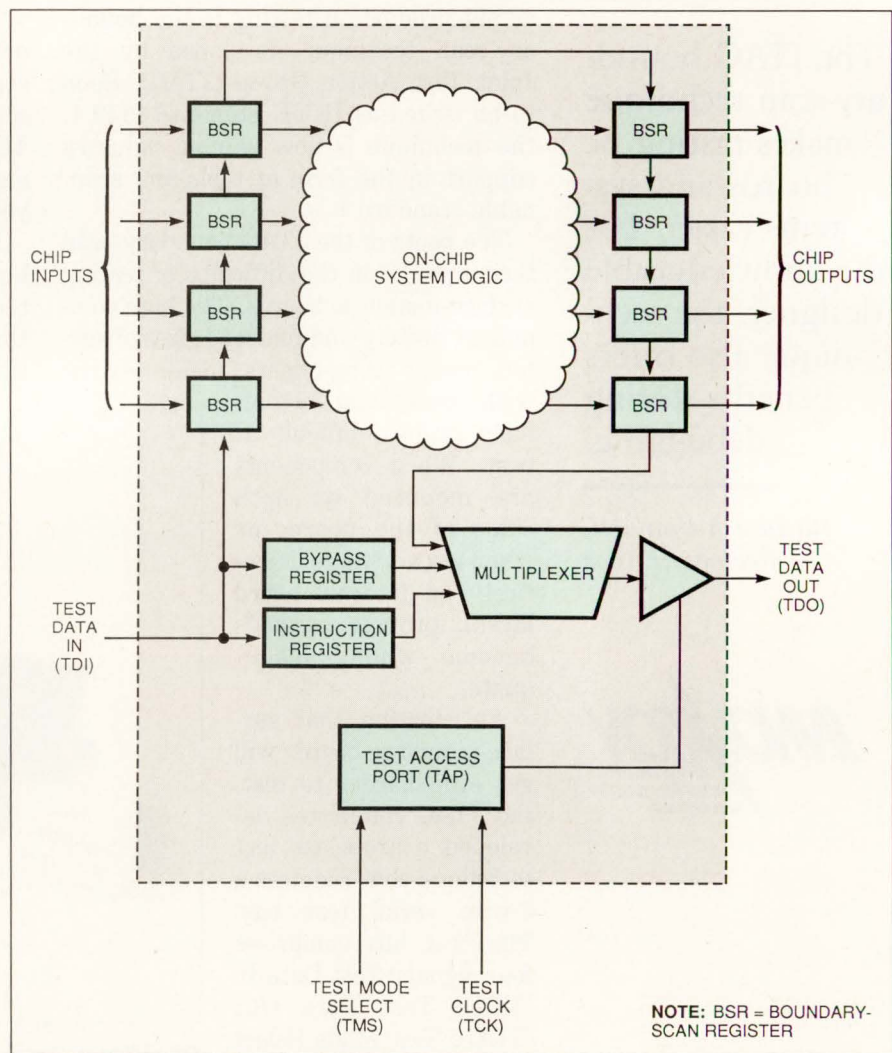 BSR
BSR
BSR
BSR
CHIP
INPUTS
ON-CHIP
SYSTEM LOGIC
BSR
BSR
BSR
BSR
CHIP
OUTPUTS
BYPASS
REGISTER
MULTIPLEXER
TEST
DATA
OUT
(TDO)
TEST
DATA
IN
(TDI)
INSTRUCTION
REGISTER
TEST ACCESS
PORT (TAP)
TEST MODE
SELECT
(TMS)
TEST
CLOCK
(TCK)
NOTE: BSR = BOUNDARY-
SCAN REGISTER